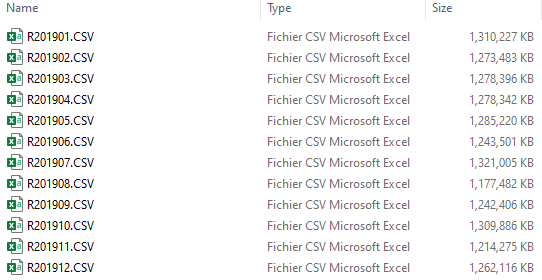 Name Type Size
R201901.CSV Fichier CSV Microsoft Excel 1,310,227 KB
R201902.CSV Fichier CSV Microsoft Excel 1,273,483 KB
R201903.CSV Fichier CSV Microsoft Excel 1,278,396 KB
R201904.CSV Fichier CSV Microsoft Excel 1,278,342 KB
R201905.CSV Fichier CSV Microsoft Excel 1,285,220 KB
R201906.CSV Fichier CSV Microsoft Excel 1,243,501 KB
R201907.CSV Fichier CSV Microsoft Excel 1,321,005 KB
R201908.CSV Fichier CSV Microsoft Excel 1,177,482 KB
R201909.CSV Fichier CSV Microsoft Excel 1,242,406 KB
R201910.CSV Fichier CSV Microsoft Excel 1,309,886 KB
R201911.CSV Fichier CSV Microsoft Excel 1,214,275 KB
R201912.CSV Fichier CSV Microsoft Excel 1,262,116 KB